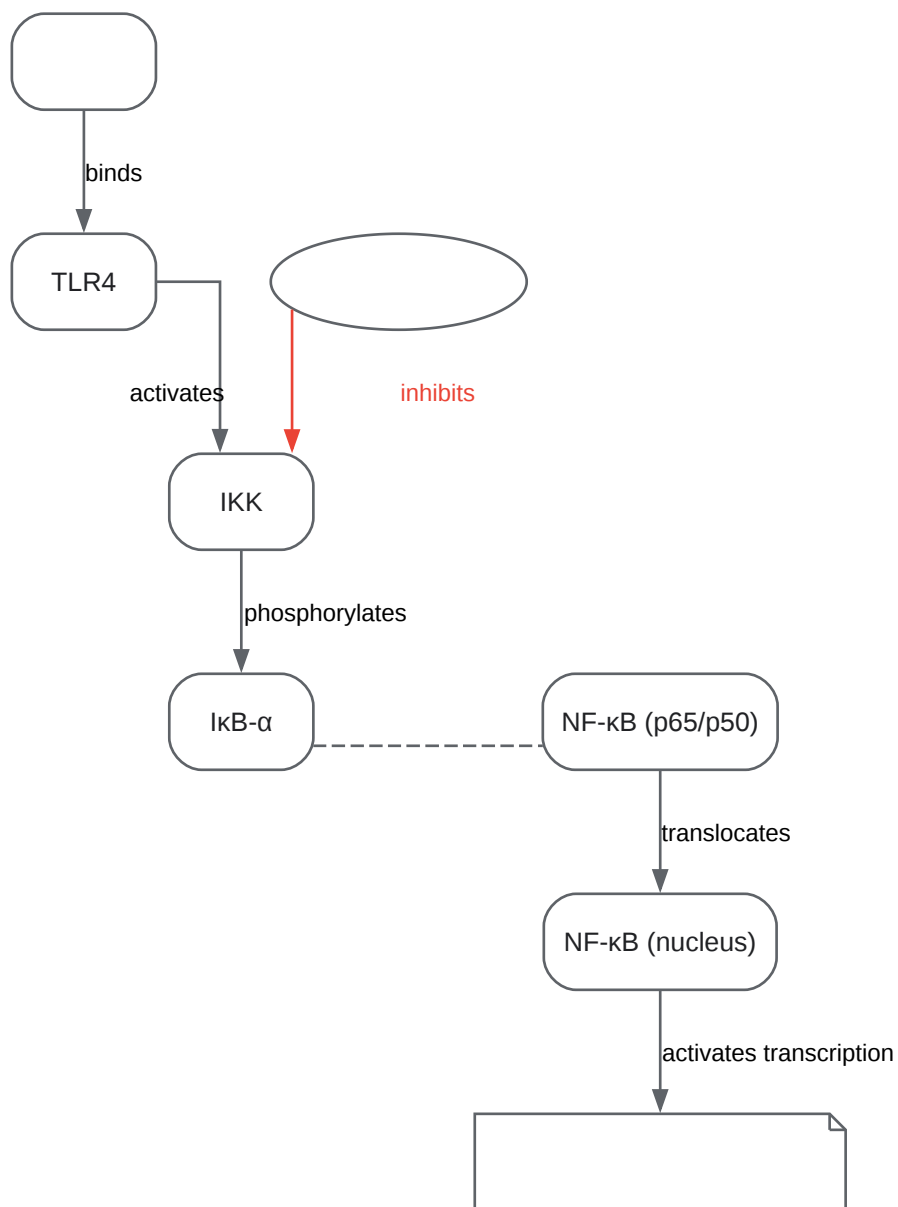 binds
TLR4
activates
inhibits
IKK
phosphorylates
IκB-α
NF-κB (p65/p50)
translocates
NF-κB (nucleus)
activates transcription